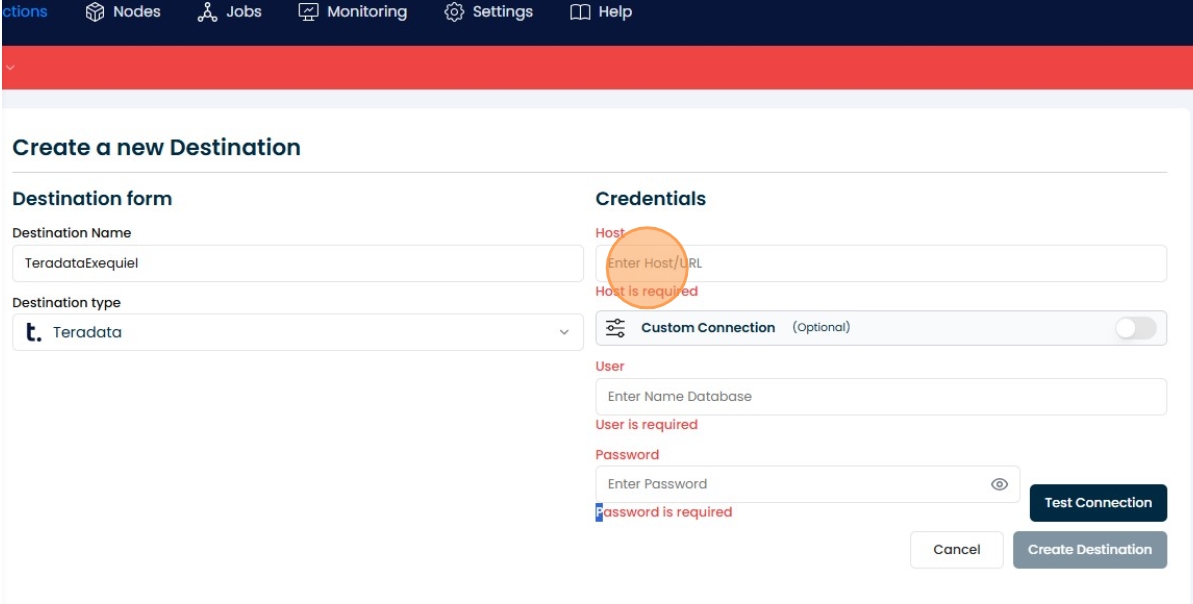 ctions Nodes Jobs Monitoring Settings Help
Create a new Destination
Destination form
Destination Name
TeradataExequiel
Destination type
t. Teradata
Credentials
Host
Enter Host/URL
Host is required
Custom Connection (Optional)
User
Enter Name Database
User is required
Password
Enter Password
Password is required
Test Connection
Cancel
Create Destination